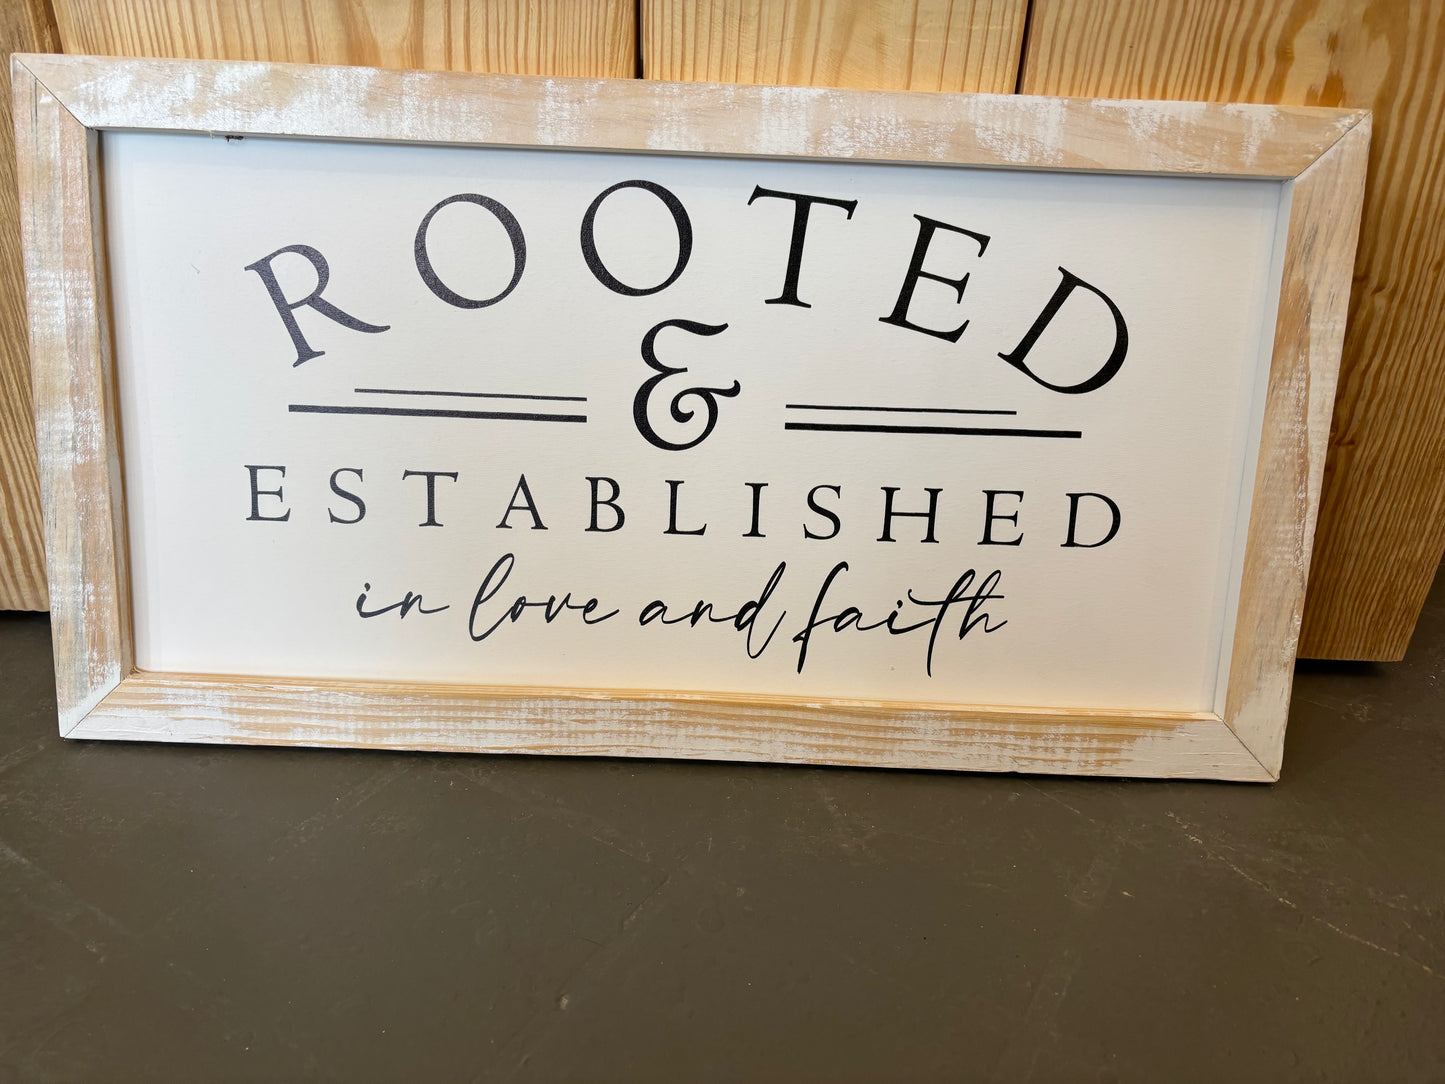 ROOTED
&
ESTABLISHED
in love and faith